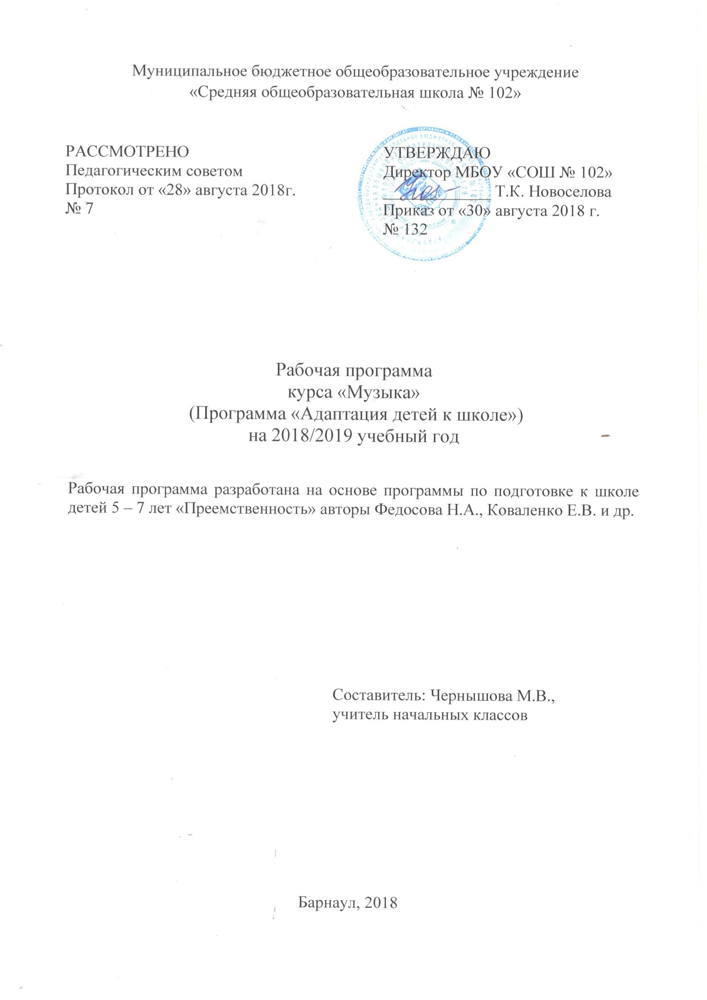 Муниципальное бюджетное общеобразовательное учреждение
«Средняя общеобразовательная школа № 102»
РАССМОТРЕНО
Педагогическим советом
Протокол от «28» августа 2018г.
№ 7
УТВЕРЖДАЮ
Директор МБОУ «СОШ № 102»
Т.К. Новоселова
Приказ от «30» августа 2018 г.
№ 132
Рабочая программа
курса «Музыка»
(Программа «Адаптация детей к школе»)
на 2018/2019 учебный год
Рабочая программа разработана на основе программы по подготовке к школе
детей 5 – 7 лет «Преемственность» авторы Федосова Н.А., Коваленко Е.В. и др.
Составитель: Чернышова М.В.,
учитель начальных классов
Барнаул, 2018